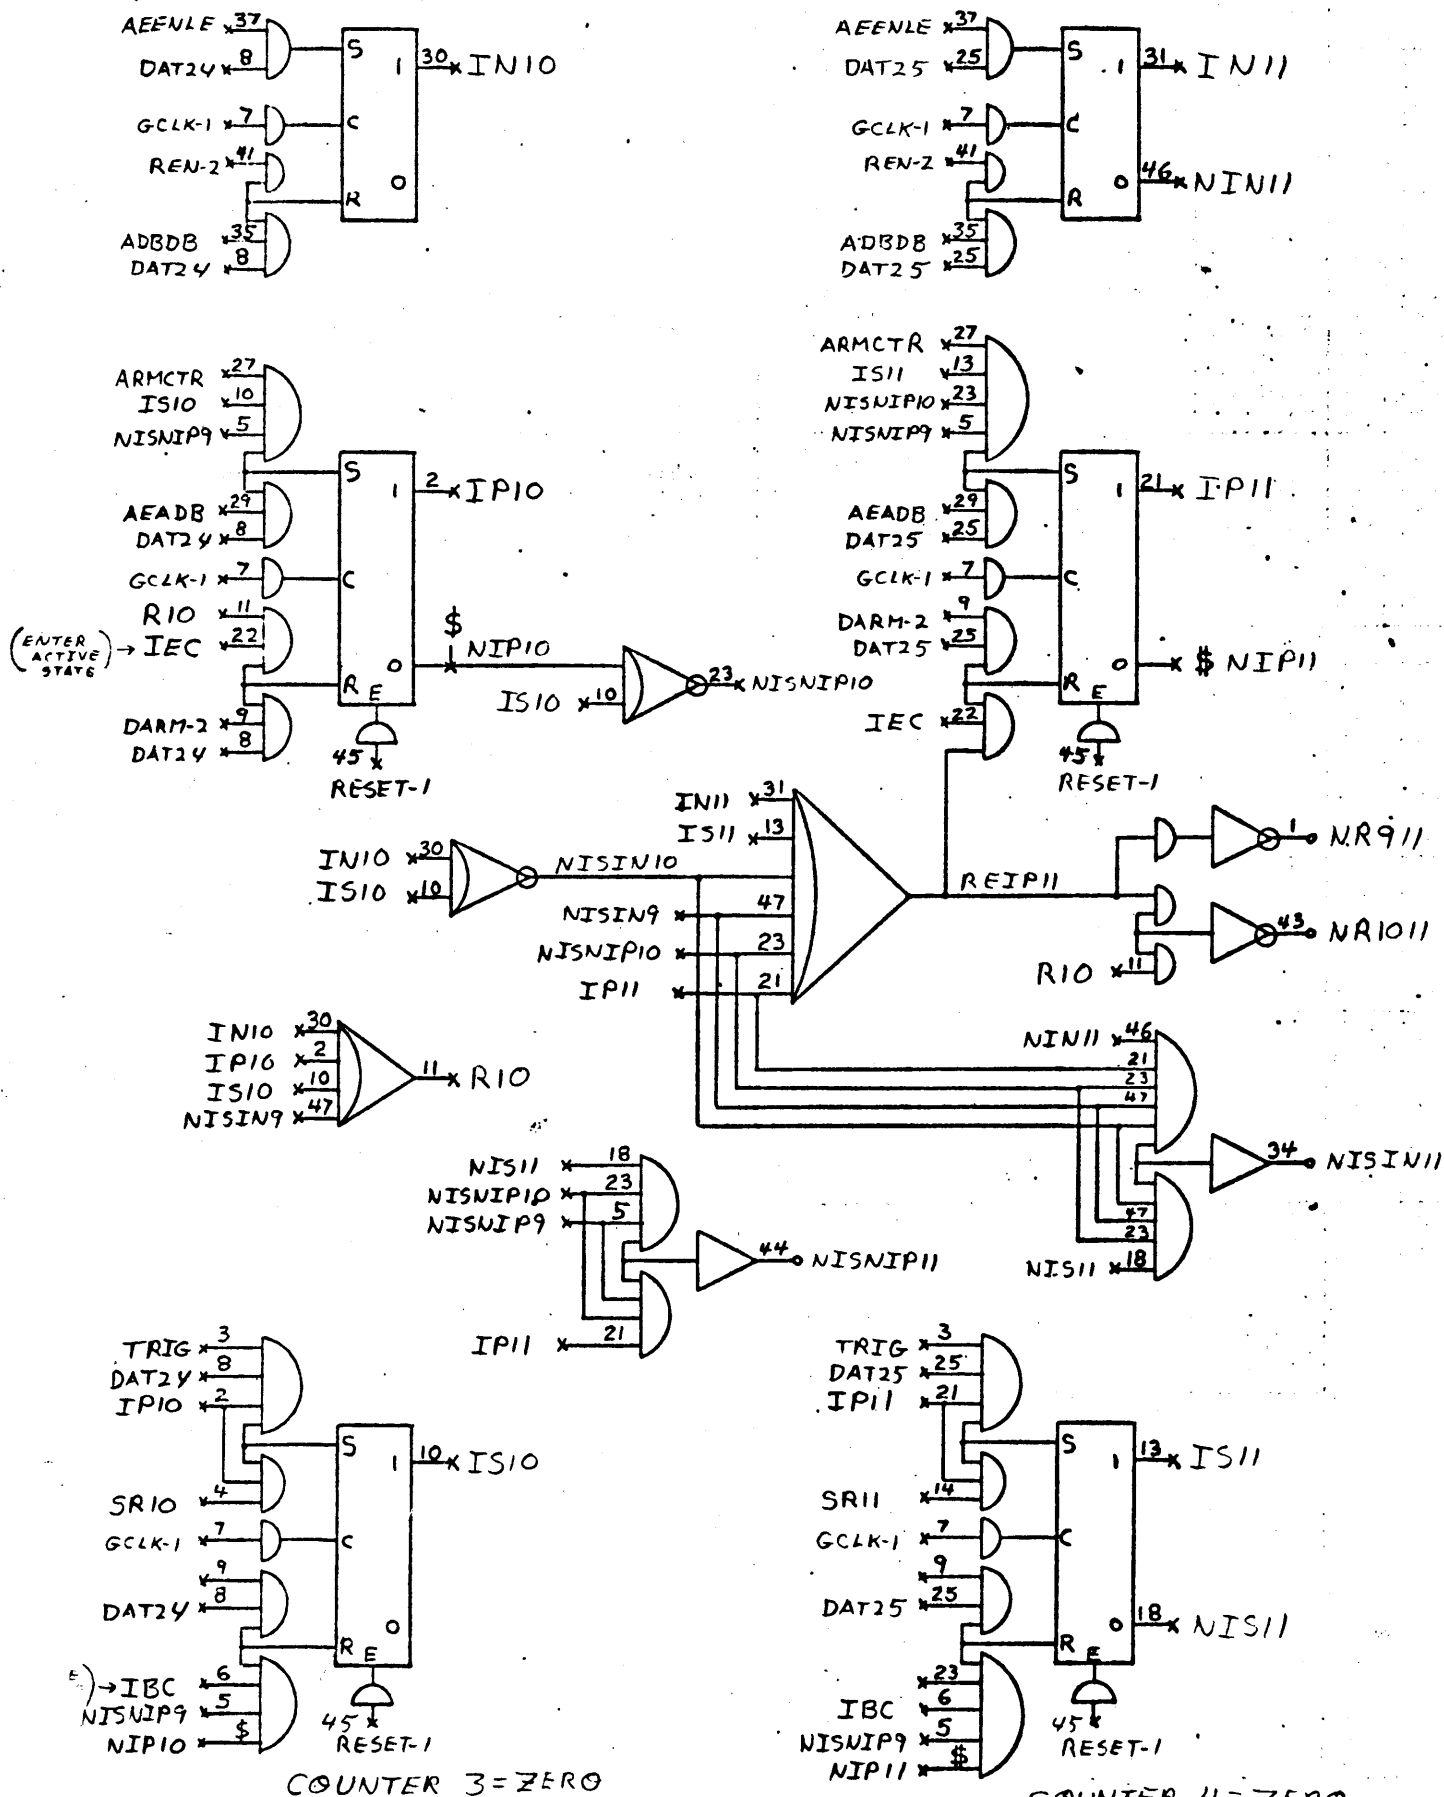 AEENLE 37
DAT24 8
S
1
30 IN10
GCLK-1 7
C
REN-2 41
0
R
ADBDB 35
DAT24 8
AEENLE 37
DAT25 25
S
1
31 IN11
GCLK-1 7
C
REN-2 41
0
46 NIN11
R
ADBDB 35
DAT25 25
ARMCTR 27
IS10 10
NISNIP9 5
S
1
2 IP10
AEADB 29
DAT24 8
GCLK-1 7
C
R10 11
(ENTER ACTIVE STATE) → IEC 22
0
$ NIP10
IS10 10
23 NISNIP10
R
E
DARM-2 9
DAT24 8
45
RESET-1
ARMCTR 27
IS11 13
NISNIP10 23
NISNIP9 5
S
1
21 IP11
AEADB 29
DAT25 25
GCLK-1 7
C
DARM-2 9
DAT25 25
0
$ NIP11
R
E
IEC 22
45
RESET-1
IN10 30
IS10 10
NISIN10
IN11 31
IS11 13
NISIN9 47
NISNIP10 23
IP11 21
REIP11
1 NR911
43 NR1011
R10 11
IN10 30
IP10 2
IS10 10
NISIN9 47
11 R10
NIN11 46
21
23
47
34 NISIN11
47
23
NIS11 18
NIS11 18
NISNIP10 23
NISNIP9 5
44 NISNIP11
IP11 21
TRIG 3
DAT24 8
IP10 2
S
1
10 IS10
SR10 4
GCLK-1 7
C
9
DAT24 8
0
R
E
E) → IBC 6
NISNIP9 5
NIP10 $
45
RESET-1
COUNTER 3=ZERO
TRIG 3
DAT25 25
IP11 21
S
1
13 IS11
SR11 14
GCLK-1 7
C
9
DAT25 25
0
18 NIS11
R
E
23
IBC 6
NISNIP9 5
NIP11 $
45
RESET-1
COUNTER 4=ZERO